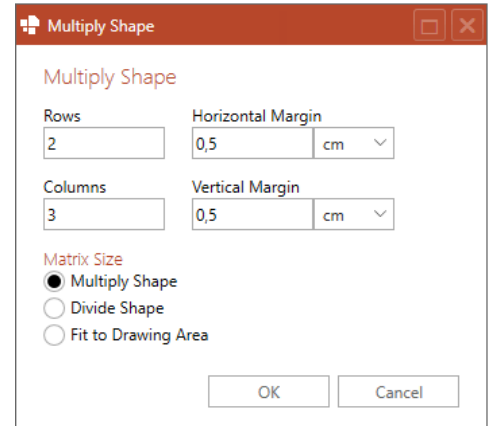 Multiply Shape
Multiply Shape
Rows Horizontal Margin
2 0,5 cm
Columns Vertical Margin
3 0,5 cm
Matrix Size
Multiply Shape
Divide Shape
Fit to Drawing Area
OK Cancel